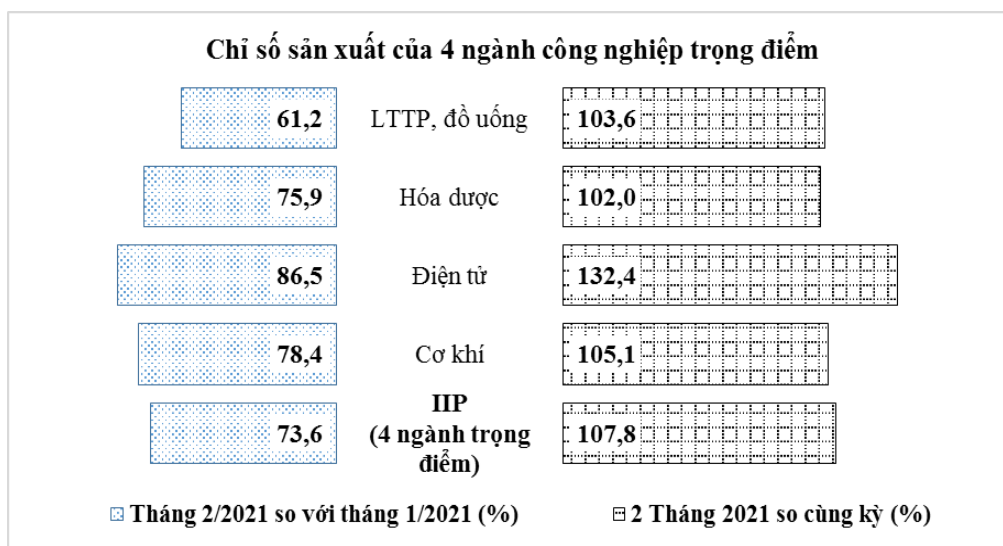 Chỉ số sản xuất của 4 ngành công nghiệp trọng điểm
61,2 LTTP, đồ uống 103,6
75,9 Hóa dược 102,0
86,5 Điện tử 132,4
78,4 Cơ khí 105,1
IIP
73,6 (4 ngành trọng 107,8
điểm)
Tháng 2/2021 so với tháng 1/2021 (%) 2 Tháng 2021 so cùng kỳ (%)